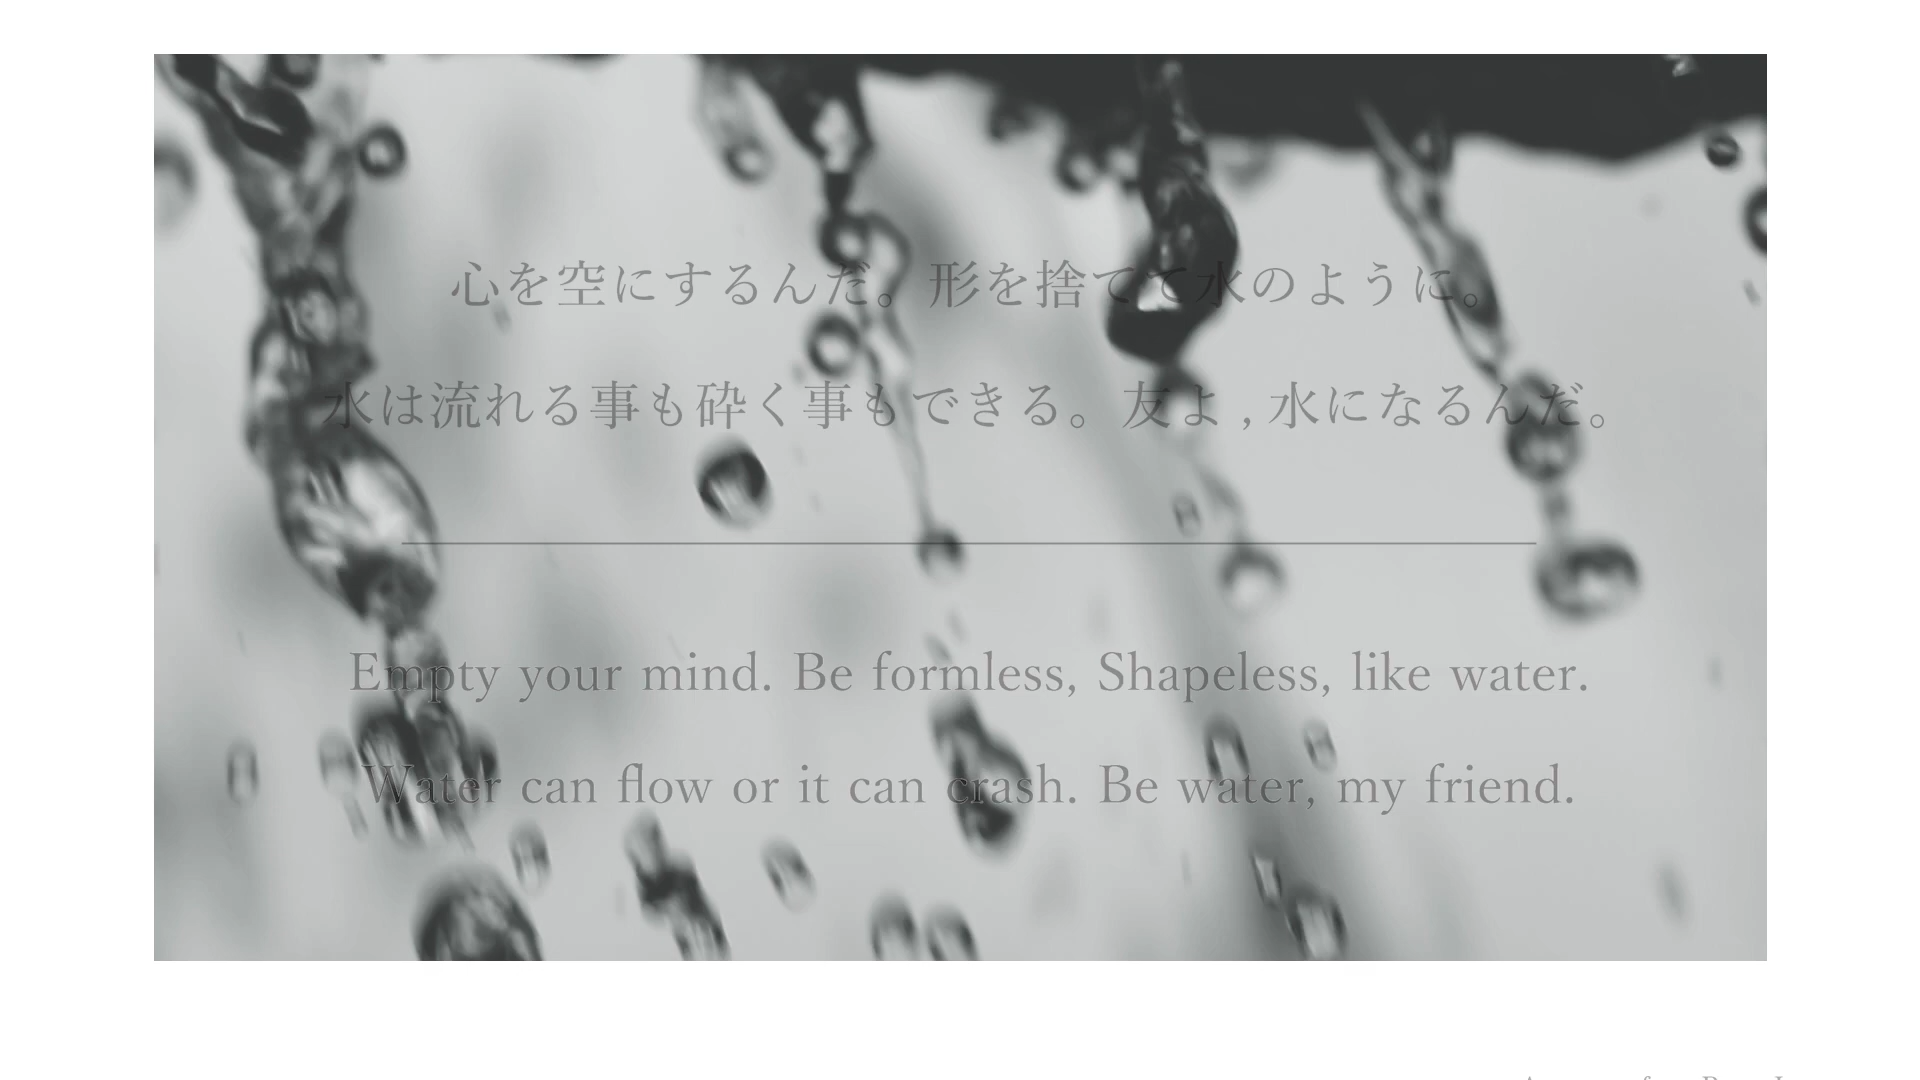 心を空にするんだ。形を捨てて水のように。
水は流れる事も砕く事もできる。友よ , 水になるんだ。
Empty your mind. Be formless, Shapeless, like water.
Water can flow or it can crash. Be water, my friend.